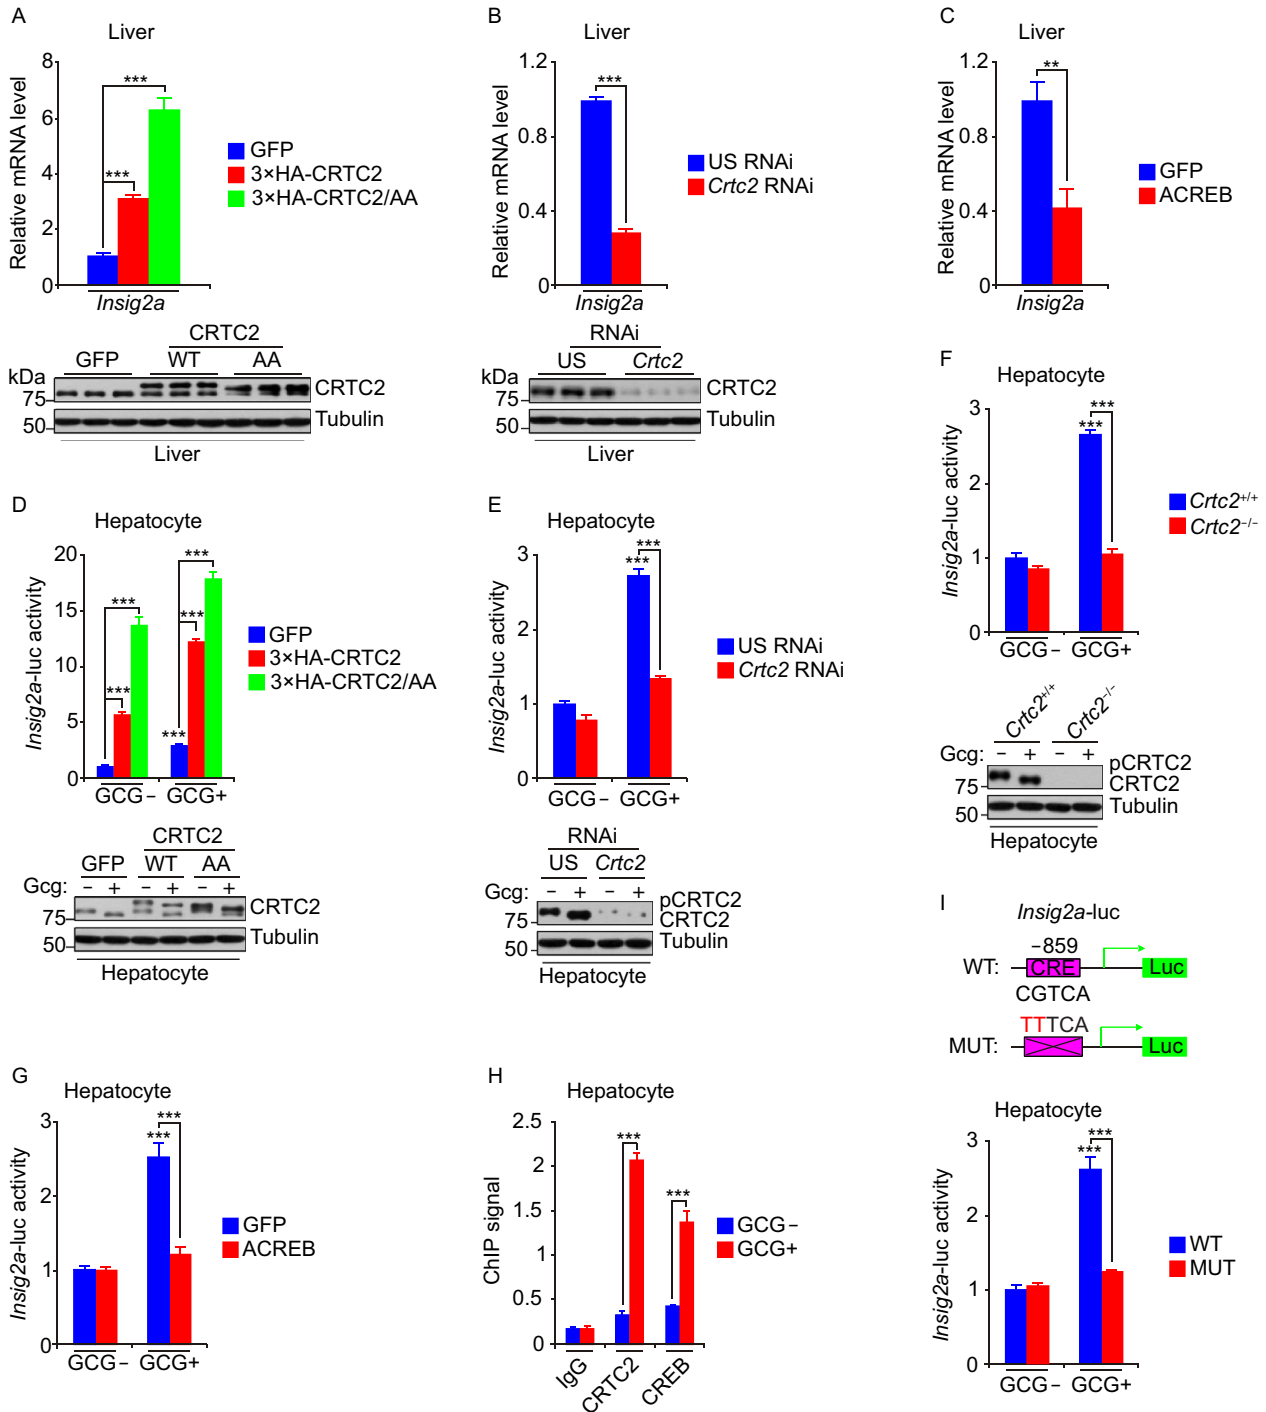 A
Liver
Relative mRNA level
8
6
4
2
0
***
***
Insig2a
GFP
3×HA-CRTC2
3×HA-CRTC2/AA
CRTC2
GFP WT AA
kDa
75
CRTC2
50
Tubulin
Liver
B
Liver
Relative mRNA level
1.2
0.8
0.4
0
***
Insig2a
US RNAi
Crtc2 RNAi
RNAi
US Crtc2
kDa
75
CRTC2
50
Tubulin
Liver
C
Liver
Relative mRNA level
1.2
0.8
0.4
0
**
Insig2a
GFP
ACREB
D
Hepatocyte
Insig2a-luc activity
20
15
10
5
0
***
***
***
***
***
GCG− GCG+
GFP
3×HA-CRTC2
3×HA-CRTC2/AA
CRTC2
GFP WT AA
Gcg: − + − + − +
75
CRTC2
50
Tubulin
Hepatocyte
E
Hepatocyte
Insig2a-luc activity
3
2
1
0
***
***
GCG− GCG+
US RNAi
Crtc2 RNAi
RNAi
US Crtc2
Gcg: − + − +
pCRTC2
75
CRTC2
50
Tubulin
Hepatocyte
F
Hepatocyte
Insig2a-luc activity
3
2
1
0
***
***
GCG− GCG+
Crtc2+/+
Crtc2−/−
Crtc2+/+ Crtc2−/−
Gcg: − + − +
pCRTC2
75
CRTC2
50
Tubulin
Hepatocyte
G
Hepatocyte
Insig2a-luc activity
3
2
1
0
***
***
GCG− GCG+
GFP
ACREB
H
Hepatocyte
ChIP signal
2.5
2
1.5
1
0.5
0
***
***
IgG CRTC2 CREB
GCG−
GCG+
I
Insig2a-luc
−859
WT: CRE Luc
CGTCA
TTTCA
MUT: Luc
Hepatocyte
Insig2a-luc activity
3
2
1
0
***
***
GCG− GCG+
WT
MUT